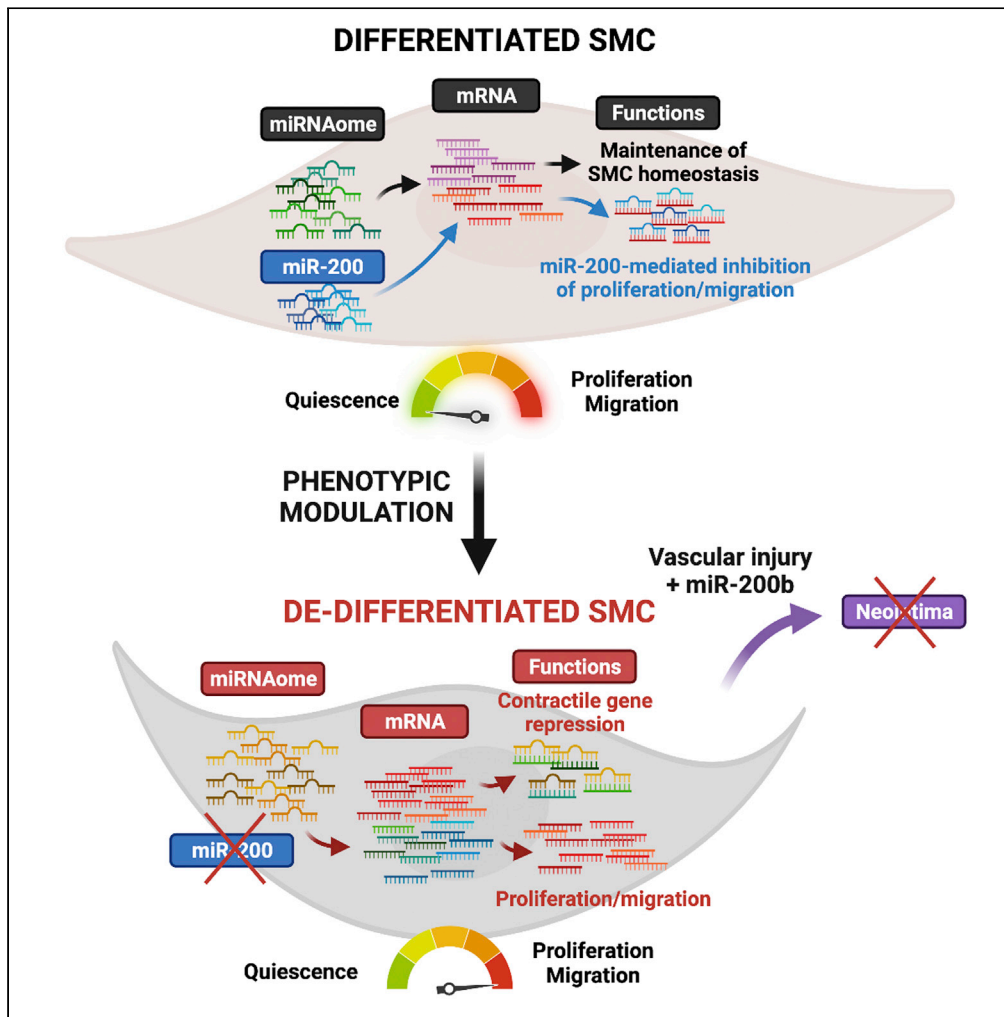 DIFFERENTIATED SMC
miRNAome
mRNA
Functions
Maintenance of
SMC homeostasis
miR-200
miR-200-mediated inhibition
of proliferation/migration
Quiescence
Proliferation
Migration
PHENOTYPIC
MODULATION
Vascular injury
+ miR-200b
Neointima
DE-DIFFERENTIATED SMC
miRNAome
mRNA
Functions
Contractile gene
repression
miR-200
Proliferation/migration
Quiescence
Proliferation
Migration